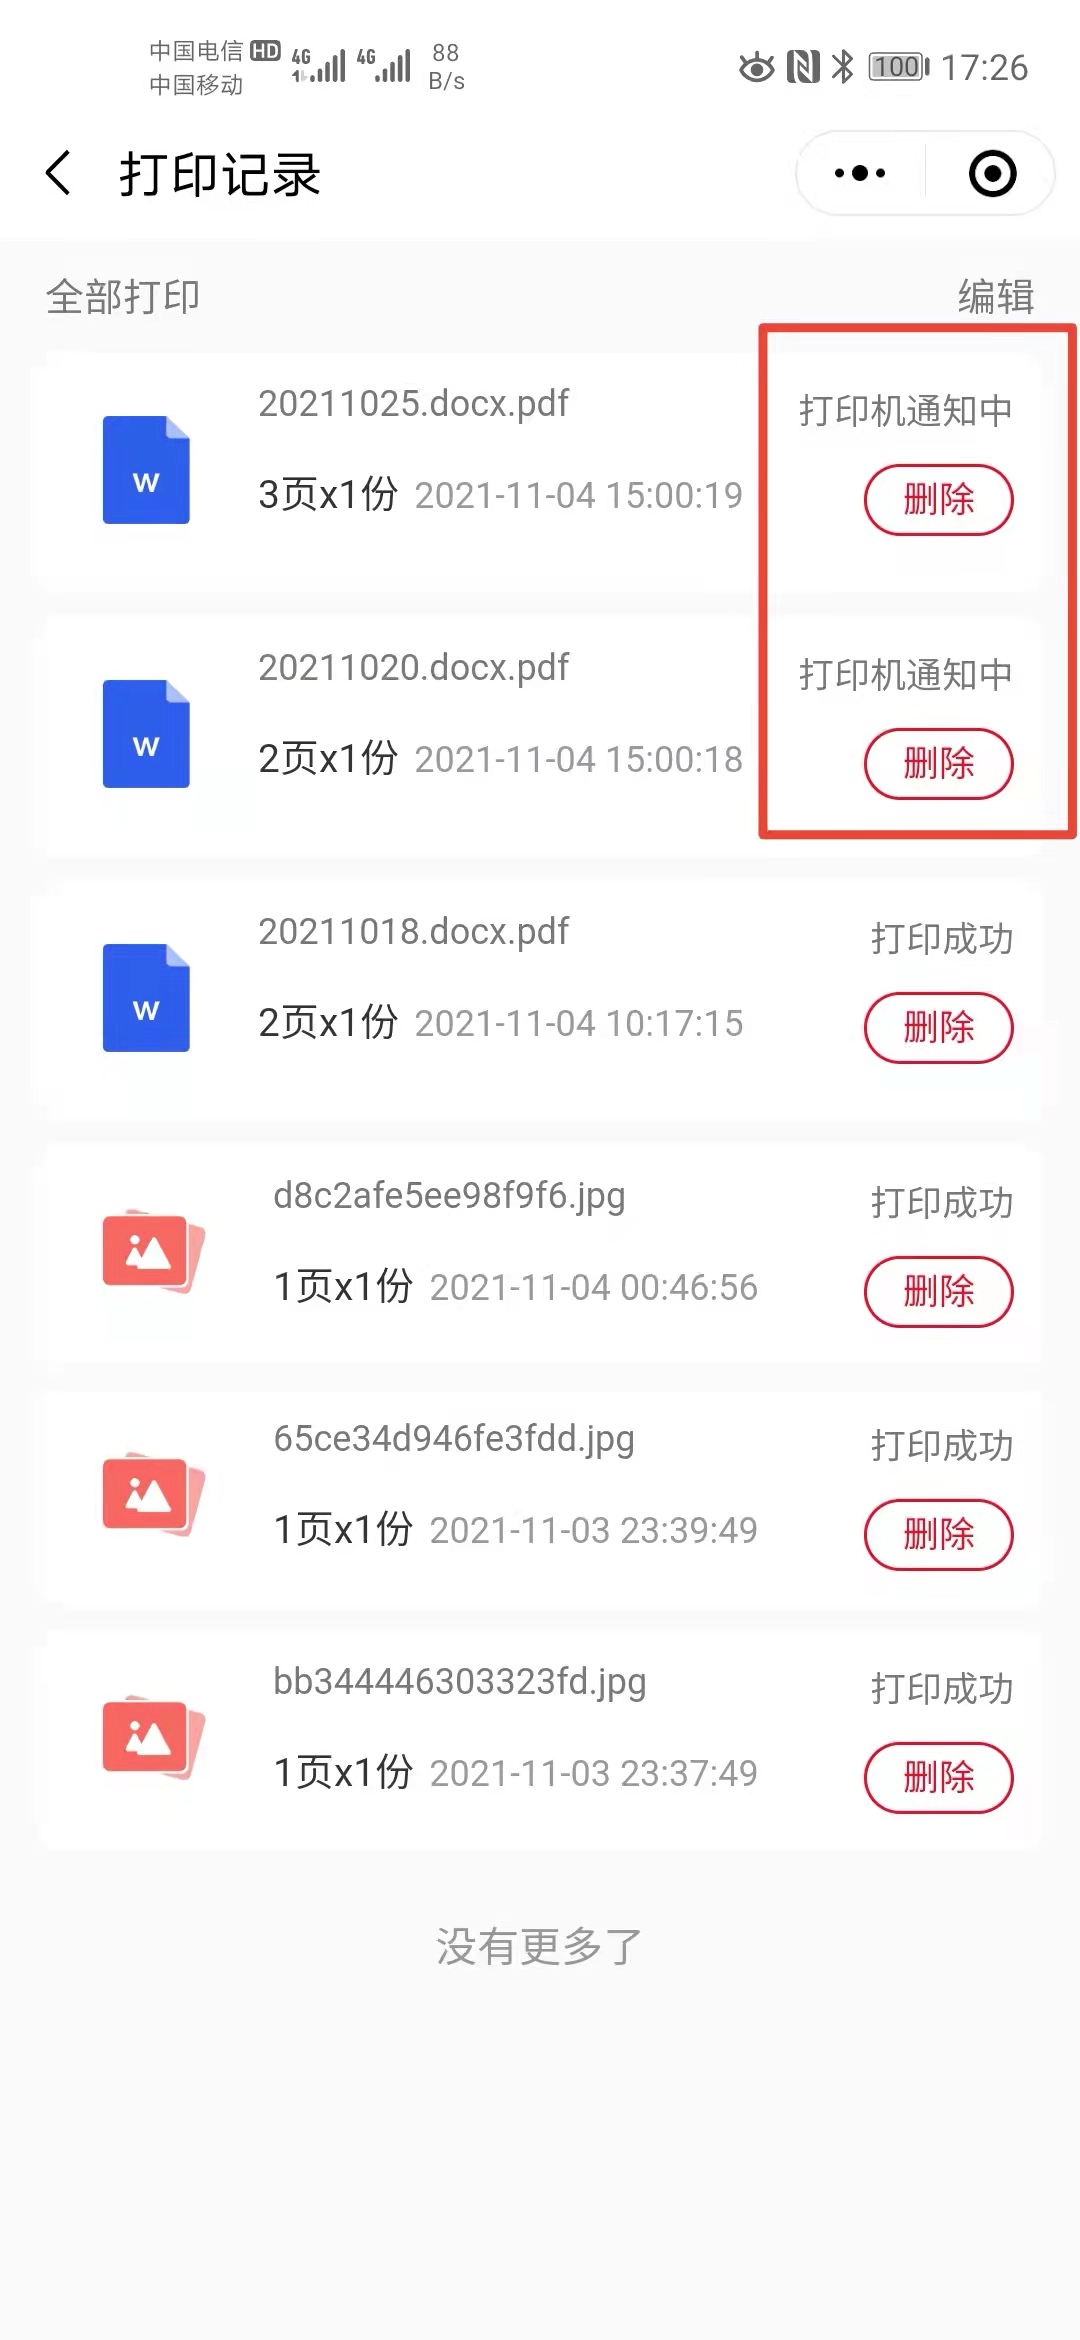 中国电信 HD 4G 4G 88
中国移动 B/s 100 17:26
打印记录
全部打印 编辑
20211025.docx.pdf 打印机通知中
W
3页x1份 2021-11-04 15:00:19 删除
20211020.docx.pdf 打印机通知中
W
2页x1份 2021-11-04 15:00:18 删除
20211018.docx.pdf 打印成功
W
2页x1份 2021-11-04 10:17:15 删除
d8c2afe5ee98f9f6.jpg 打印成功
1页x1份 2021-11-04 00:46:56 删除
65ce34d946fe3fdd.jpg 打印成功
1页x1份 2021-11-03 23:39:49 删除
bb344446303323fd.jpg 打印成功
1页x1份 2021-11-03 23:37:49 删除
没有更多了